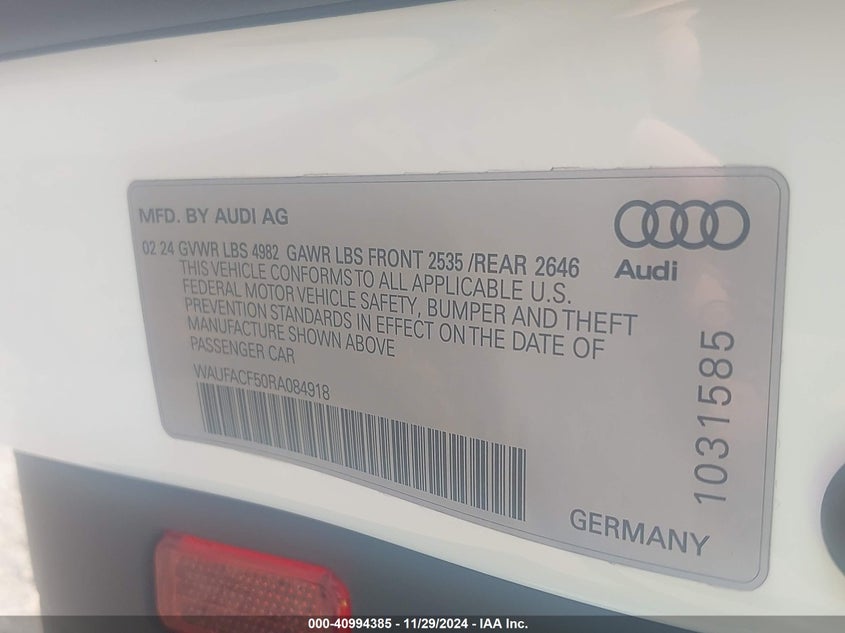 MFD. BY AUDI AG
Audi
02 24 GVWR LBS 4982 GAWR LBS FRONT 2535 /REAR 2646
THIS VEHICLE CONFORMS TO ALL APPLICABLE U.S.
FEDERAL MOTOR VEHICLE SAFETY, BUMPER AND THEFT
PREVENTION STANDARDS IN EFFECT ON THE DATE OF
MANUFACTURE SHOWN ABOVE
PASSENGER CAR
WAUFACF50RA084918
1031585
GERMANY
000-40994385 - 11/29/2024 - IAA Inc.